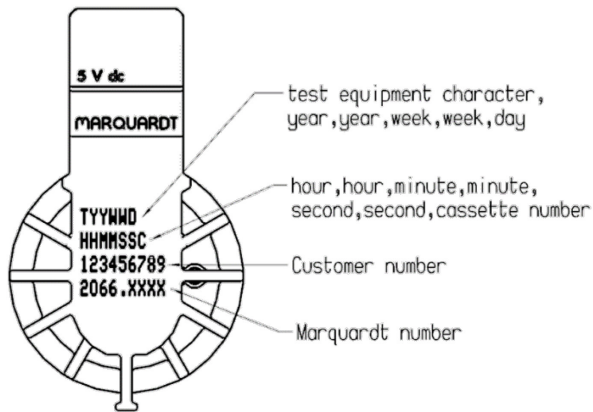 5 V dc
MARQUARDT
TYYWWD
HHMMSSC
123456789
2066.XXXX
test equipment character,
year,year,week,week,day
hour,hour,minute,minute,
second,second,cassette number
Customer number
Marquardt number